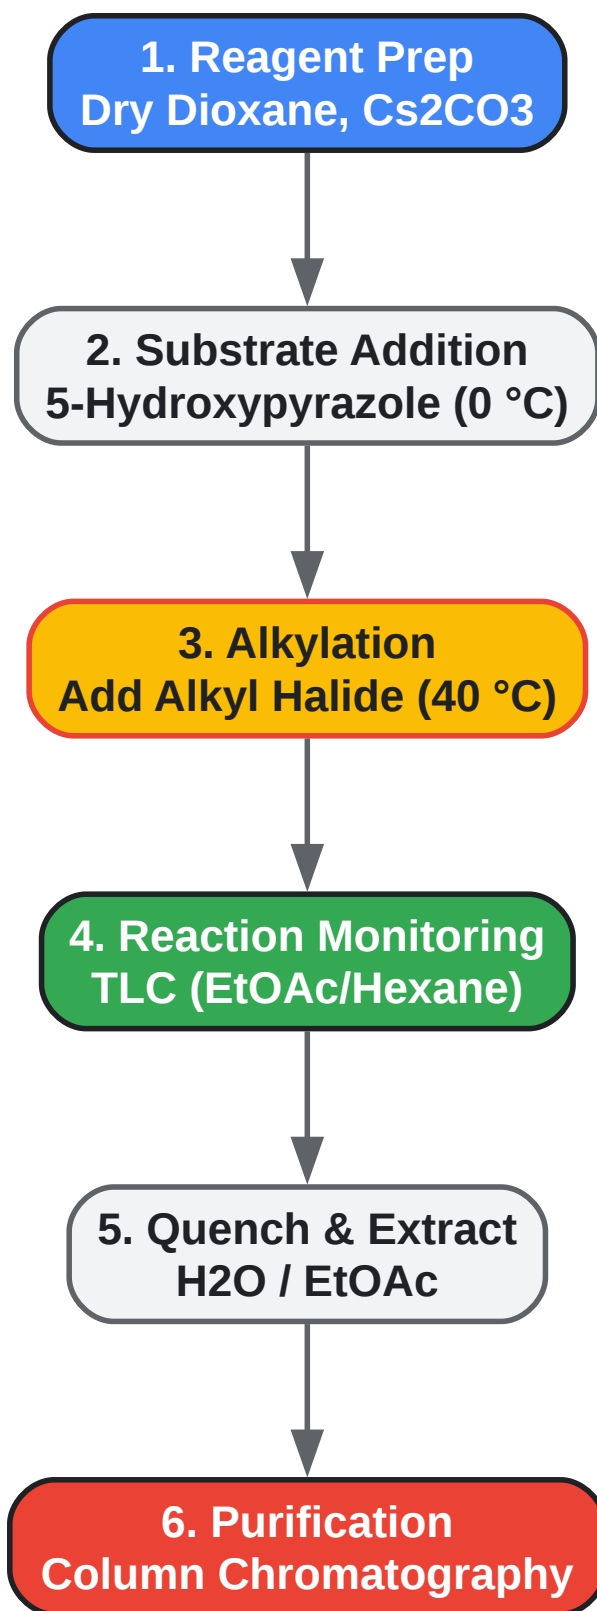 1. Reagent Prep
Dry Dioxane, Cs2CO3
2. Substrate Addition
5-Hydroxypyrazole (0 °C)
3. Alkylation
Add Alkyl Halide (40 °C)
4. Reaction Monitoring
TLC (EtOAc/Hexane)
5. Quench & Extract
H2O / EtOAc
6. Purification
Column Chromatography